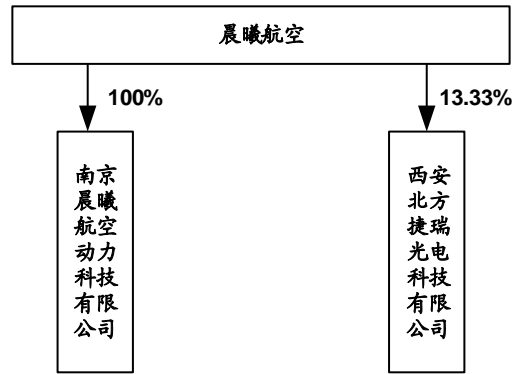 晨曦航空
100%
13.33%
南京
晨曦
航空
动力
科技
有限
公司
西安
北方
捷瑞
光电
科技
有限
公司